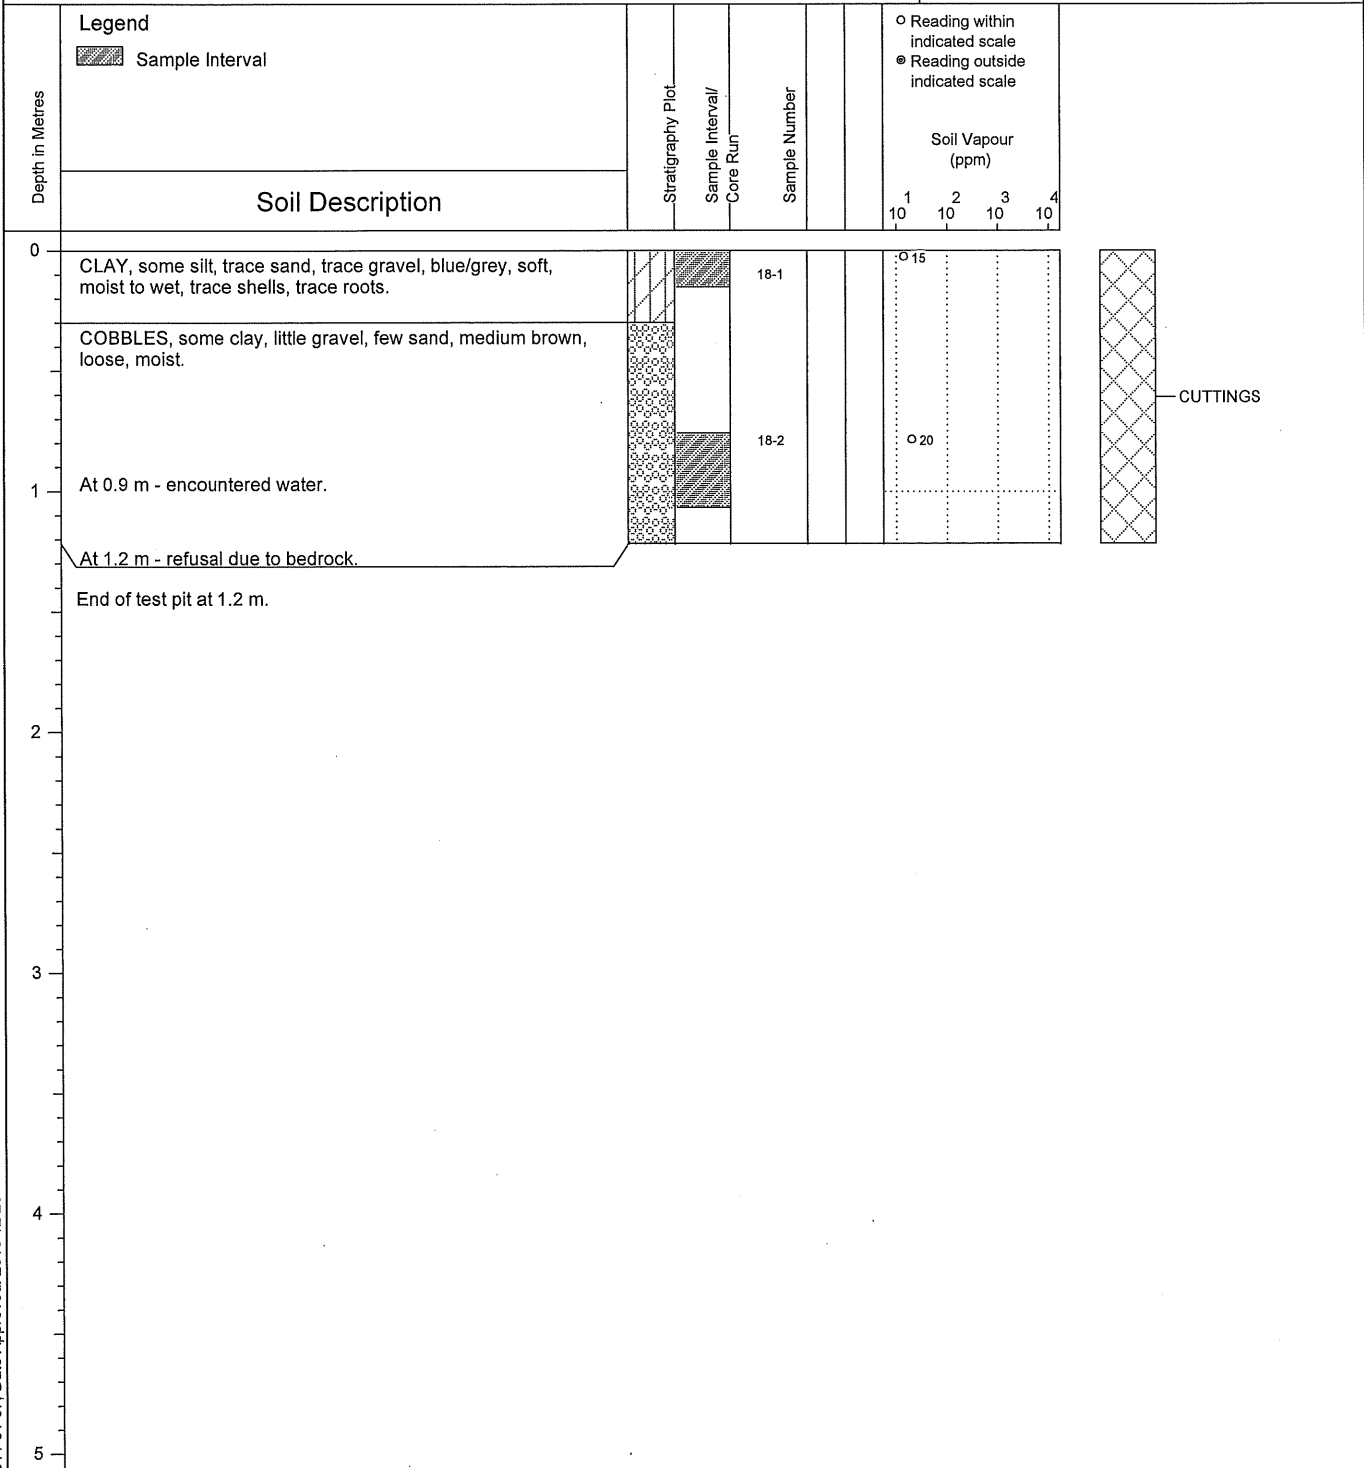 Legend
Sample Interval
Depth in Metres
Soil Description
Stratigraphy Plot
Sample Interval/
Core Run
Sample Number
Reading within
indicated scale
Reading outside
indicated scale
Soil Vapour
(ppm)
1 2 3 4
10 10 10 10
0
CLAY, some silt, trace sand, trace gravel, blue/grey, soft,
moist to wet, trace shells, trace roots.
18-1
15
COBBLES, some clay, little gravel, few sand, medium brown,
loose, moist.
CUTTINGS
18-2
20
At 0.9 m - encountered water.
1
At 1.2 m - refusal due to bedrock.
End of test pit at 1.2 m.
2
3
4
5